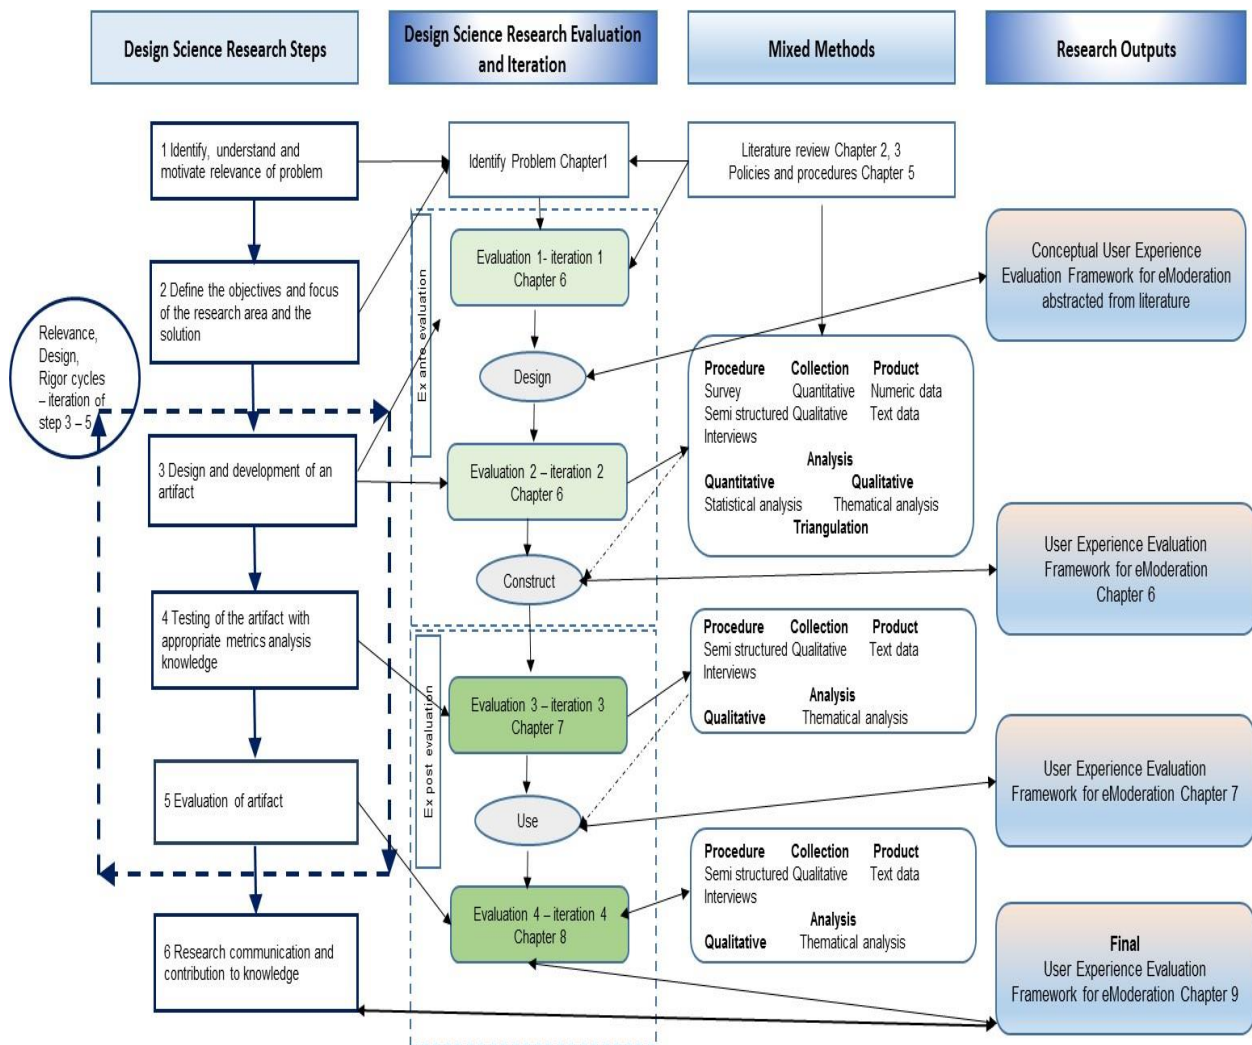 Design Science Research Steps
Design Science Research Evaluation
and Iteration
Mixed Methods
Research Outputs
1 Identify, understand and
motivate relevance of problem
Identify Problem Chapter1
Literature review Chapter 2, 3
Policies and procedures Chapter 5
2 Define the objectives and focus
of the research area and the
solution
Relevance,
Design,
Rigor cycles
– iteration of
step 3 – 5
3 Design and development of an
artifact
4 Testing of the artifact with
appropriate metrics analysis
knowledge
5 Evaluation of artifact
6 Research communication and
contribution to knowledge
Ex ante evaluation
Evaluation 1- iteration 1
Chapter 6
Design
Evaluation 2 – iteration 2
Chapter 6
Construct
Ex post evaluation
Evaluation 3 – iteration 3
Chapter 7
Use
Evaluation 4 – iteration 4
Chapter 8
Procedure Collection Product
Survey Quantitative Numeric data
Semi structured Qualitative Text data
Interviews
Analysis
Quantitative Qualitative
Statistical analysis Thematical analysis
Triangulation
Procedure Collection Product
Semi structured Qualitative Text data
Interviews
Analysis
Qualitative Thematical analysis
Procedure Collection Product
Semi structured Qualitative Text data
Interviews
Analysis
Qualitative Thematical analysis
Conceptual User Experience
Evaluation Framework for eModeration
abstracted from literature
User Experience Evaluation
Framework for eModeration
Chapter 6
User Experience Evaluation
Framework for eModeration Chapter 7
Final
User Experience Evaluation
Framework for eModeration Chapter 9